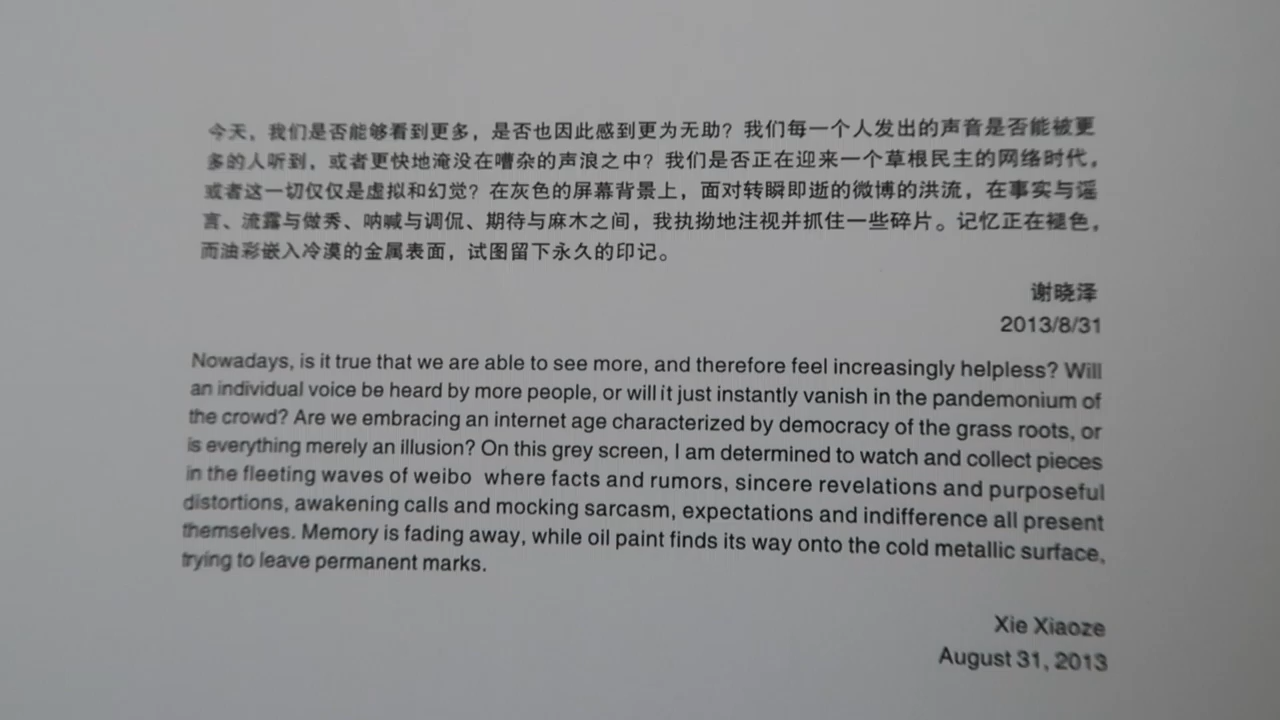 今天，我们是否能够看到更多，是否也因此感到更为无助？我们每一个人发出的声音是否能被更
多的人听到，或者更快地淹没在嘈杂的声浪之中？我们是否正在迎来一个草根民主的网络时代，
或者这一切仅仅是虚拟和幻觉？在灰色的屏幕背景上，面对转瞬即逝的微博的洪流，在事实与谣
言、流露与做秀、呐喊与调侃、期待与麻木之间，我执拗地注视并抓住一些碎片。记忆正在褪色，
而油彩嵌入冷漠的金属表面，试图留下永久的印记。
谢晓泽
2013/8/31
Nowadays, is it true that we are able to see more, and therefore feel increasingly helpless? Will
an individual voice be heard by more people, or will it just instantly vanish in the pandemonium of
the crowd? Are we embracing an internet age characterized by democracy of the grass roots, or
is everything merely an illusion? On this grey screen, I am determined to watch and collect pieces
in the fleeting waves of weibo  where facts and rumors, sincere revelations and purposeful
distortions, awakening calls and mocking sarcasm, expectations and indifference all present
themselves. Memory is fading away, while oil paint finds its way onto the cold metallic surface,
trying to leave permanent marks.
Xie Xiaoze
August 31, 2013